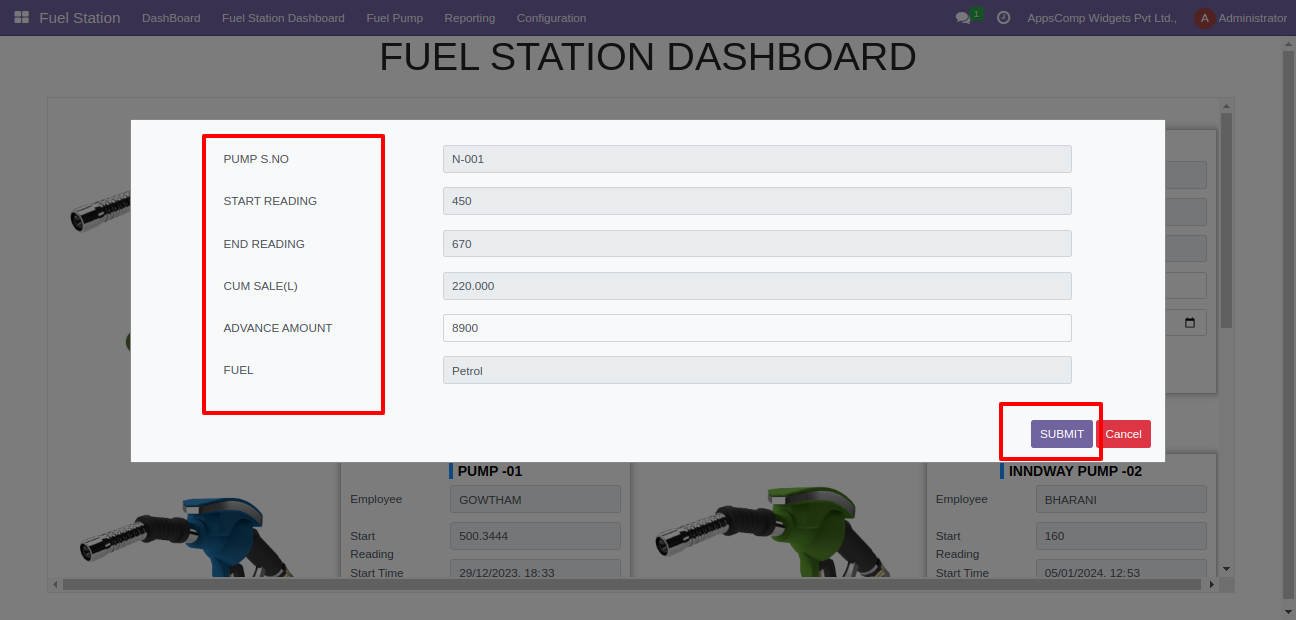 Fuel Station DashBoard Fuel Station Dashboard Fuel Pump Reporting Configuration 1 AppsComp Widgets Pvt Ltd., A Administrator
FUEL STATION DASHBOARD
PUMP S.NO N-001
START READING 450
END READING 670
CUM SALE(L) 220.000
ADVANCE AMOUNT 8900
FUEL Petrol
SUBMIT Cancel
PUMP -01
Employee GOWTHAM
Start Reading 500.3444
Start Time 29/12/2023, 18:33
INNDWAY PUMP -02
Employee BHARANI
Start Reading 160
Start Time 05/01/2024, 12:53